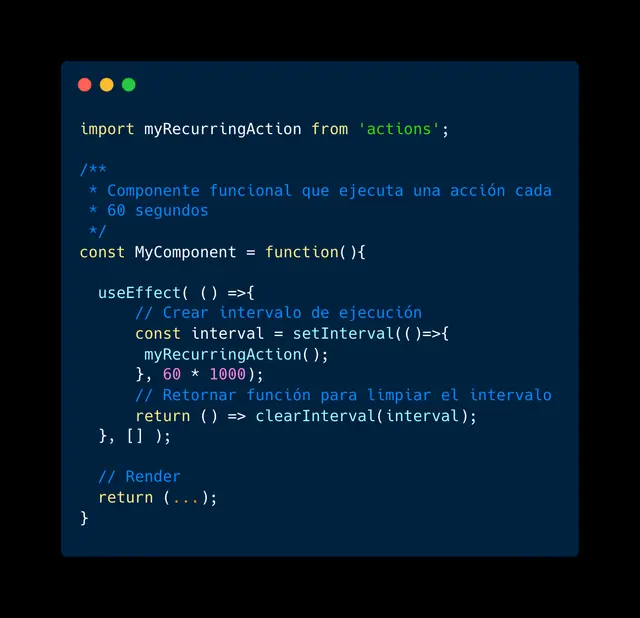 import myRecurringAction from 'actions';
/**
* Componente funcional que ejecuta una acción cada
* 60 segundos
*/
const MyComponent = function(){
useEffect( () =>{
// Crear intervalo de ejecución
const interval = setInterval(()=>{
myRecurringAction();
}, 60 * 1000);
// Retornar función para limpiar el intervalo
return () => clearInterval(interval);
}, [] );
// Render
return (...);
}